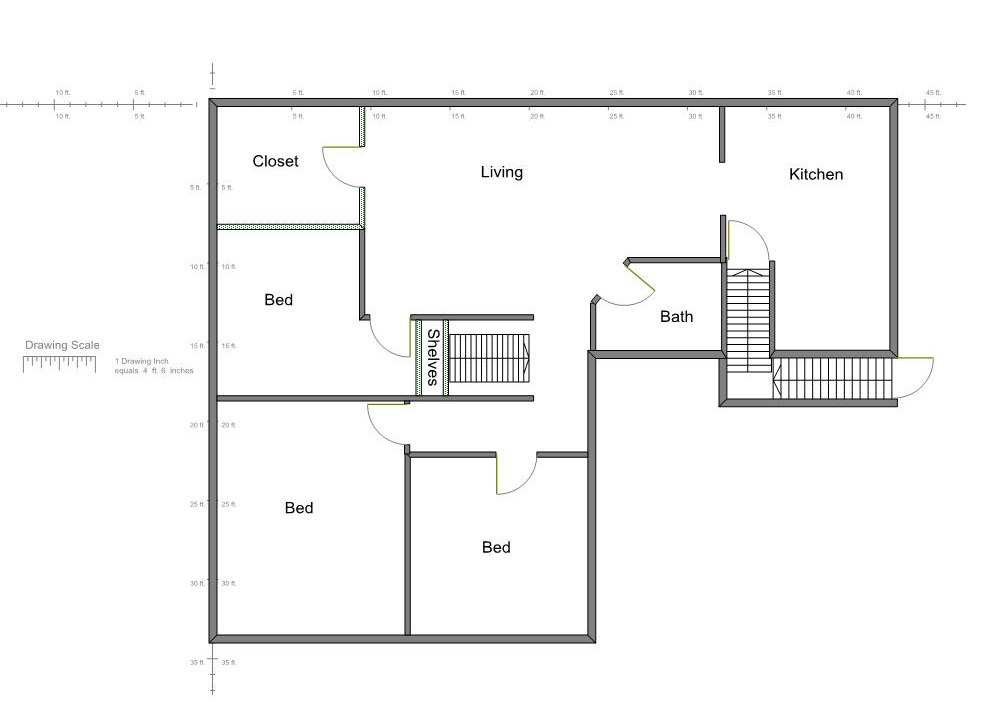 10 ft. 5 ft. 5 ft. 10 ft. 15 ft. 20 ft. 25 ft. 30 ft. 35 ft. 40 ft. 45 ft.
10 ft. 5 ft. 5 ft. 10 ft. 15 ft. 20 ft. 25 ft. 30 ft. 35 ft. 40 ft. 45 ft.
Closet
Living
Kitchen
5 ft. 5 ft.
10 ft. 10 ft.
Bed
Bath
Shelves
15 ft. 15 ft.
Drawing Scale
1 Drawing Inch
equals 4 ft. 6 inches
20 ft. 20 ft.
25 ft. 25 ft.
Bed
Bed
30 ft. 30 ft.
35 ft. 35 ft.